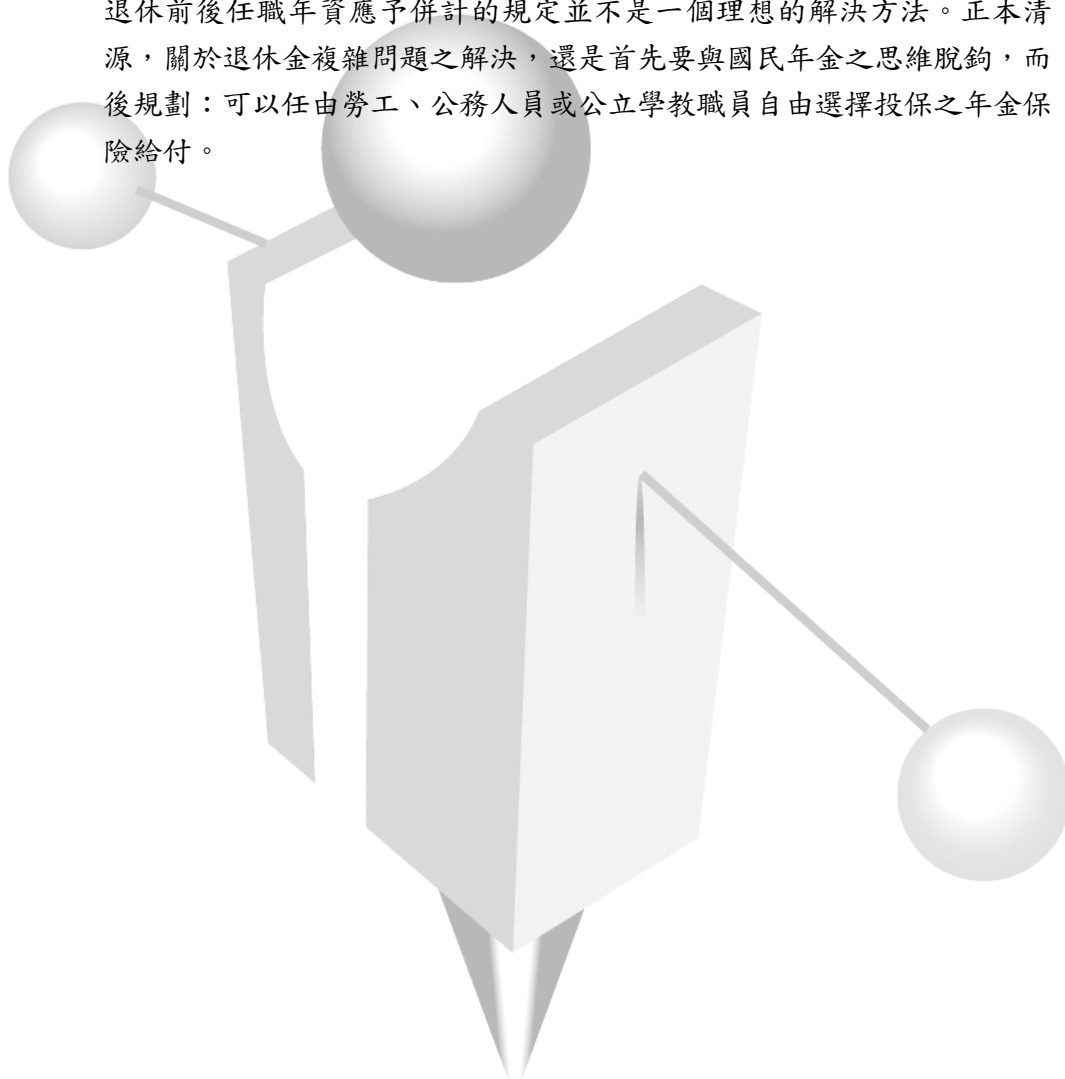 退休前後任職年資應予併計的規定並不是一個理想的解決方法。正本清
源，關於退休金複雜問題之解決，還是首先要與國民年金之思維脫鉤，而
後規劃：可以任由勞工、公務人員或公立學教職員自由選擇投保之年金保
險給付。